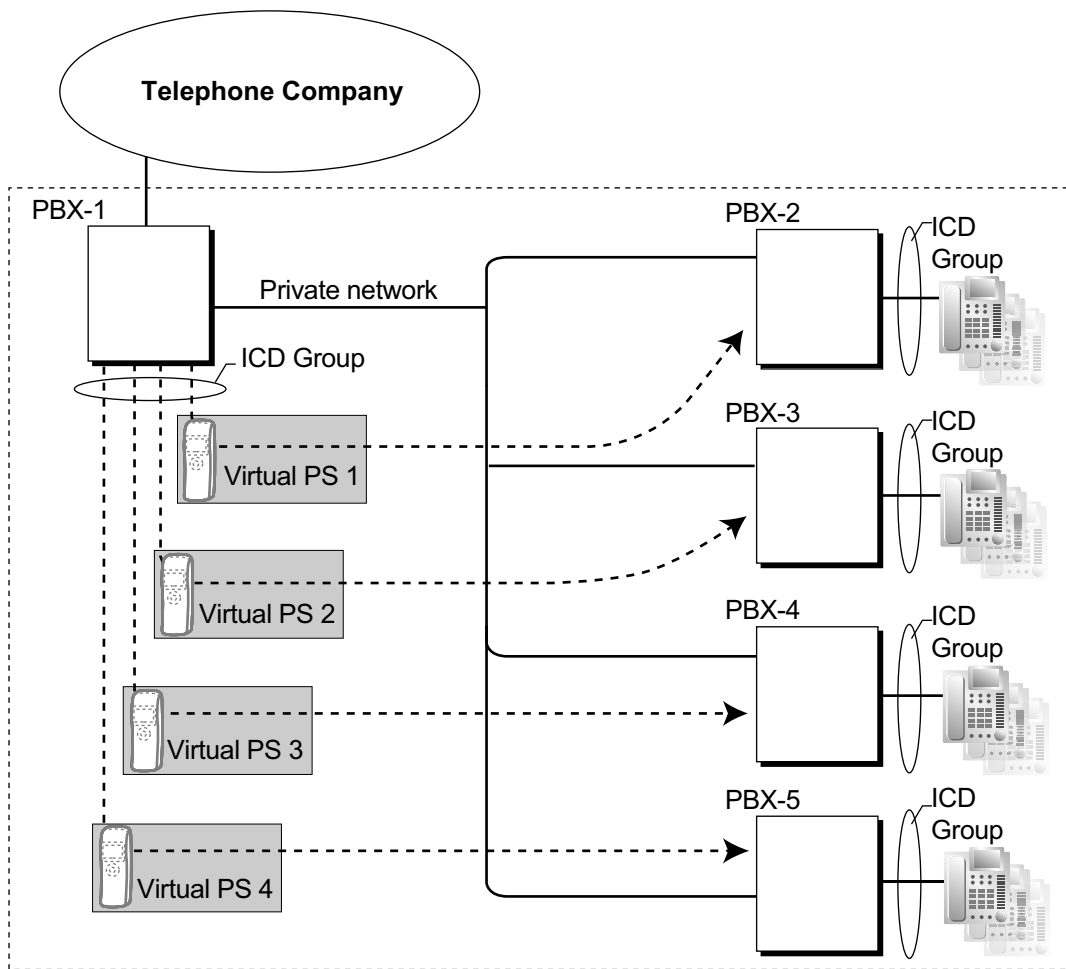 Telephone Company
PBX-1
Private network
ICD Group
Virtual PS 1
Virtual PS 2
Virtual PS 3
Virtual PS 4
PBX-2
ICD
Group
PBX-3
ICD
Group
PBX-4
ICD
Group
PBX-5
ICD
Group